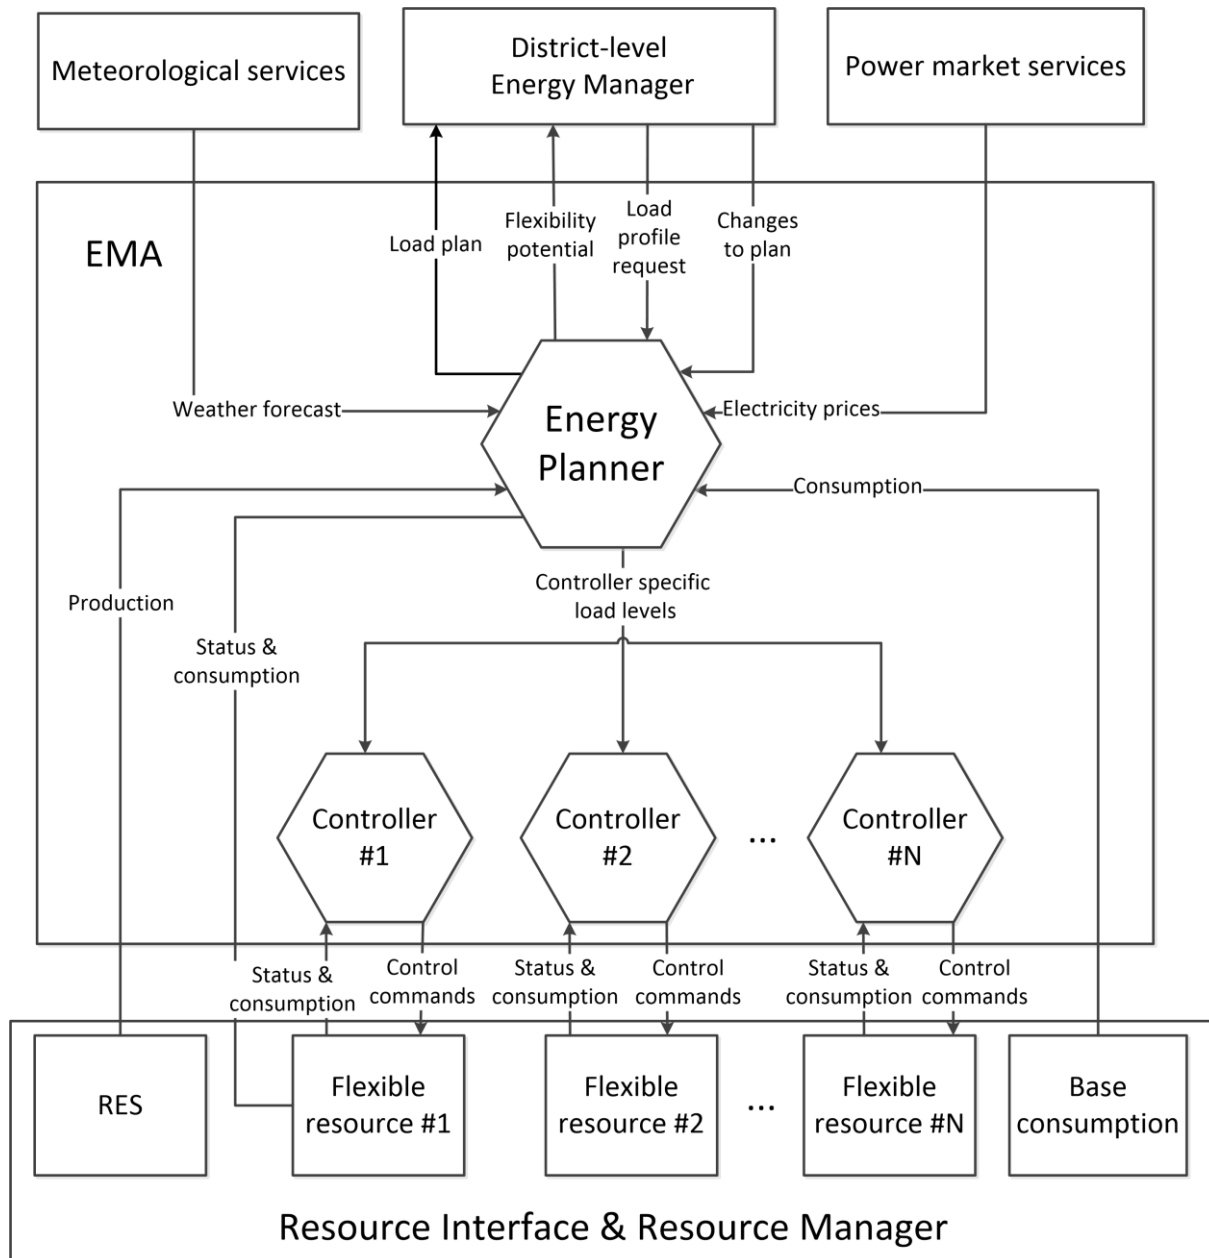 Meteorological services
District-level
Energy Manager
Power market services
EMA
Load plan
Flexibility
potential
Load
profile
request
Changes
to plan
Weather forecast
Energy
Planner
Electricity prices
Consumption
Production
Status &
consumption
Controller specific
load levels
Controller
#1
Controller
#2
...
Controller
#N
Status &
consumption
Control
commands
Status &
consumption
Control
commands
Status &
consumption
Control
commands
RES
Flexible
resource #1
Flexible
resource #2
...
Flexible
resource #N
Base
consumption
Resource Interface & Resource Manager